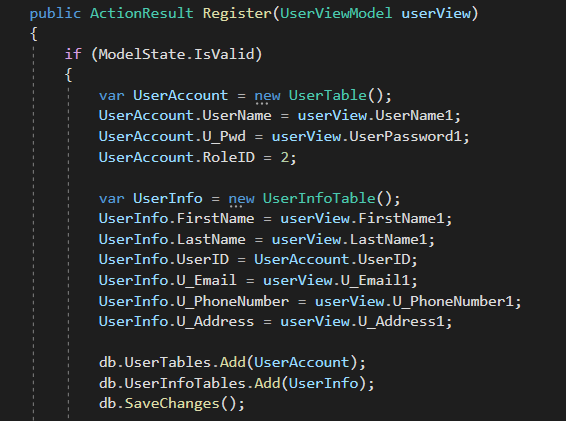 public ActionResult Register(UserViewModel userView)
{
if (ModelState.IsValid)
{
var UserAccount = new UserTable();
UserAccount.UserName = userView.UserName1;
UserAccount.U_Pwd = userView.UserPassword1;
UserAccount.RoleID = 2;
var UserInfo = new UserInfoTable();
UserInfo.FirstName = userView.FirstName1;
UserInfo.LastName = userView.LastName1;
UserInfo.UserID = UserAccount.UserID;
UserInfo.U_Email = userView.U_Email1;
UserInfo.U_PhoneNumber = userView.U_PhoneNumber1;
UserInfo.U_Address = userView.U_Address1;
db.UserTables.Add(UserAccount);
db.UserInfoTables.Add(UserInfo);
db.SaveChanges();